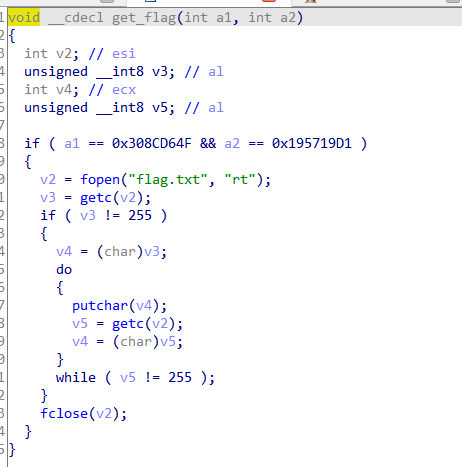 1 void __cdecl get_flag(int a1, int a2)
2 {
3   int v2; // esi
4   unsigned __int8 v3; // al
5   int v4; // ecx
6   unsigned __int8 v5; // al
7
8   if ( a1 == 0x308CD64F && a2 == 0x195719D1 )
9   {
0     v2 = fopen("flag.txt", "rt");
1     v3 = getc(v2);
2     if ( v3 != 255 )
3     {
4       v4 = (char)v3;
5       do
6       {
7         putchar(v4);
8         v5 = getc(v2);
9         v4 = (char)v5;
0       }
1       while ( v5 != 255 );
2     }
3     fclose(v2);
4   }
5 }